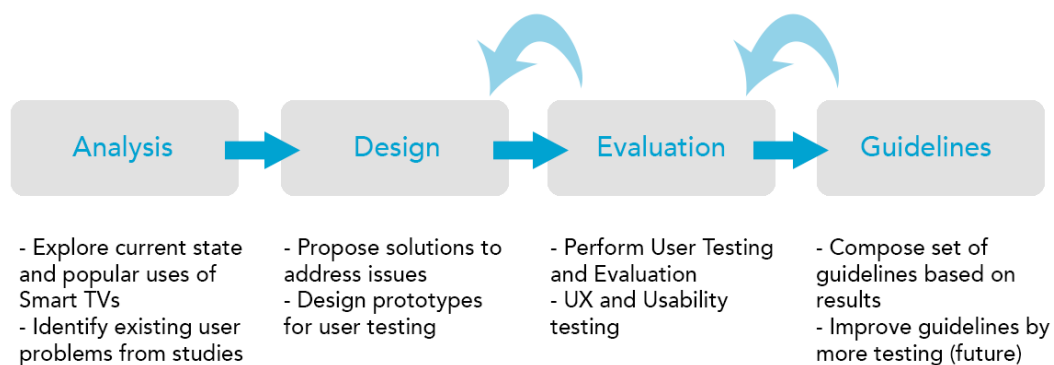 Analysis
Design
Evaluation
Guidelines
- Explore current state
and popular uses of
Smart TVs
- Identify existing user
problems from studies
- Propose solutions to
address issues
- Design prototypes
for user testing
- Perform User Testing
and Evaluation
- UX and Usability
testing
- Compose set of
guidelines based on
results
- Improve guidelines by
more testing (future)